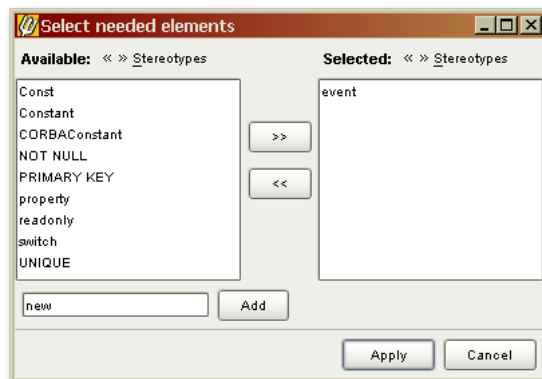 Select needed elements
Available: « » Stereotypes
Selected: « » Stereotypes
Const
Constant
CORBAConstant
NOT NULL
PRIMARY KEY
property
readonly
switch
UNIQUE
>>
<<
event
new
Add
Apply
Cancel